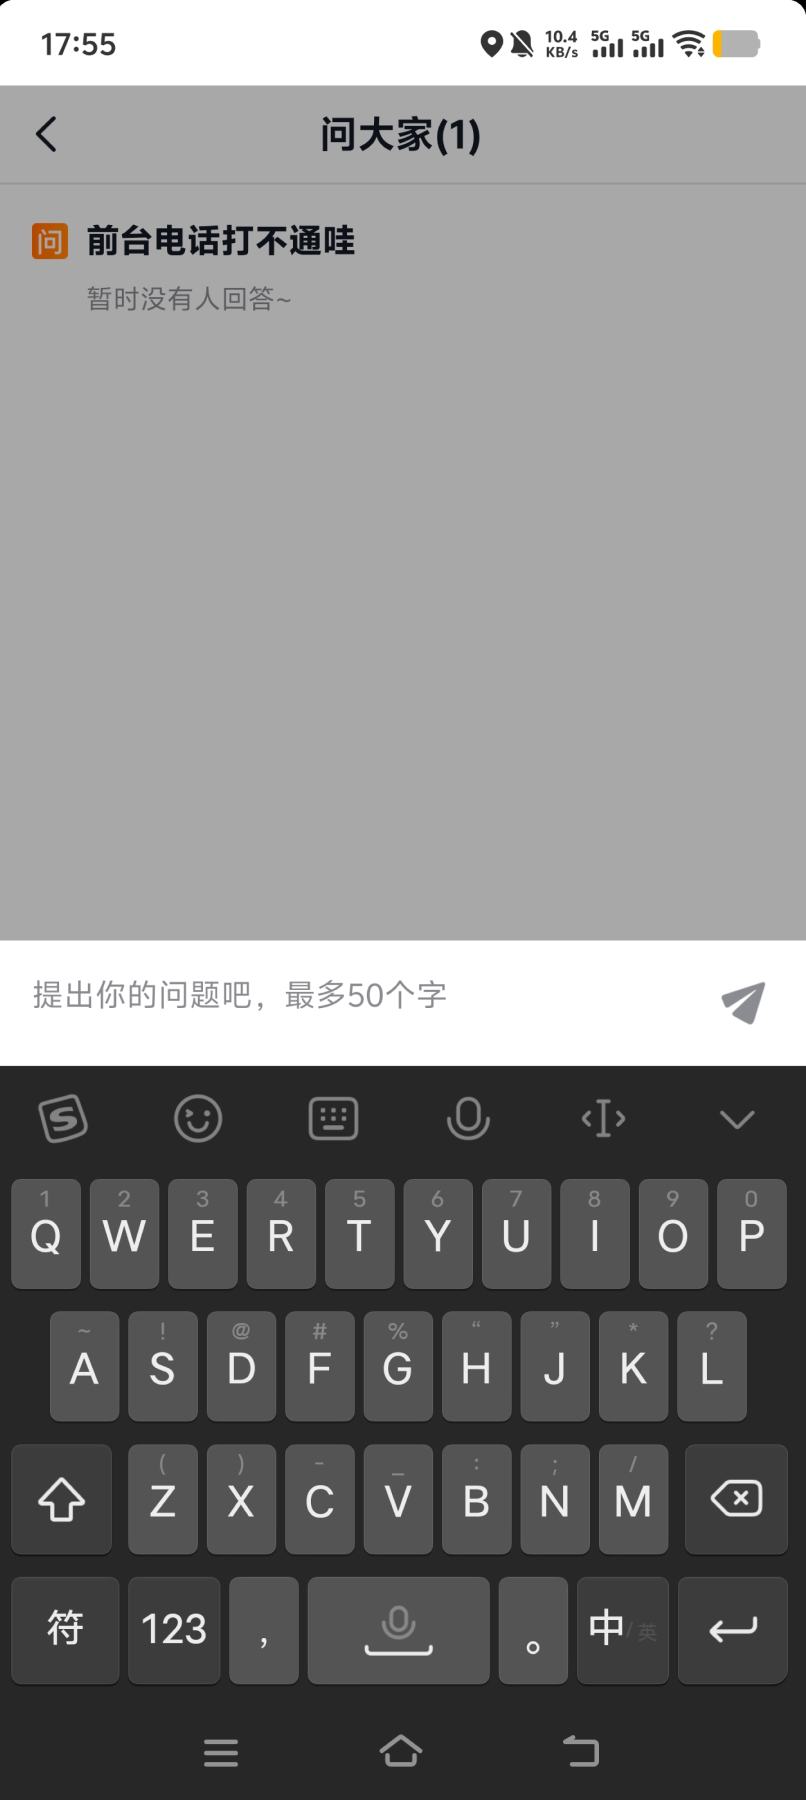 17:55
10.4 KB/s 5G 5G
问大家(1)
问 前台电话打不通哇
暂时没有人回答~
提出你的问题吧，最多50个字
1 2 3 4 5 6 7 8 9 0
Q W E R T Y U I O P
~ ! @ # % “ ” * ?
A S D F G H J K L
( ) - _ : ; /
Z X C V B N M
符 123 , 。 中/英